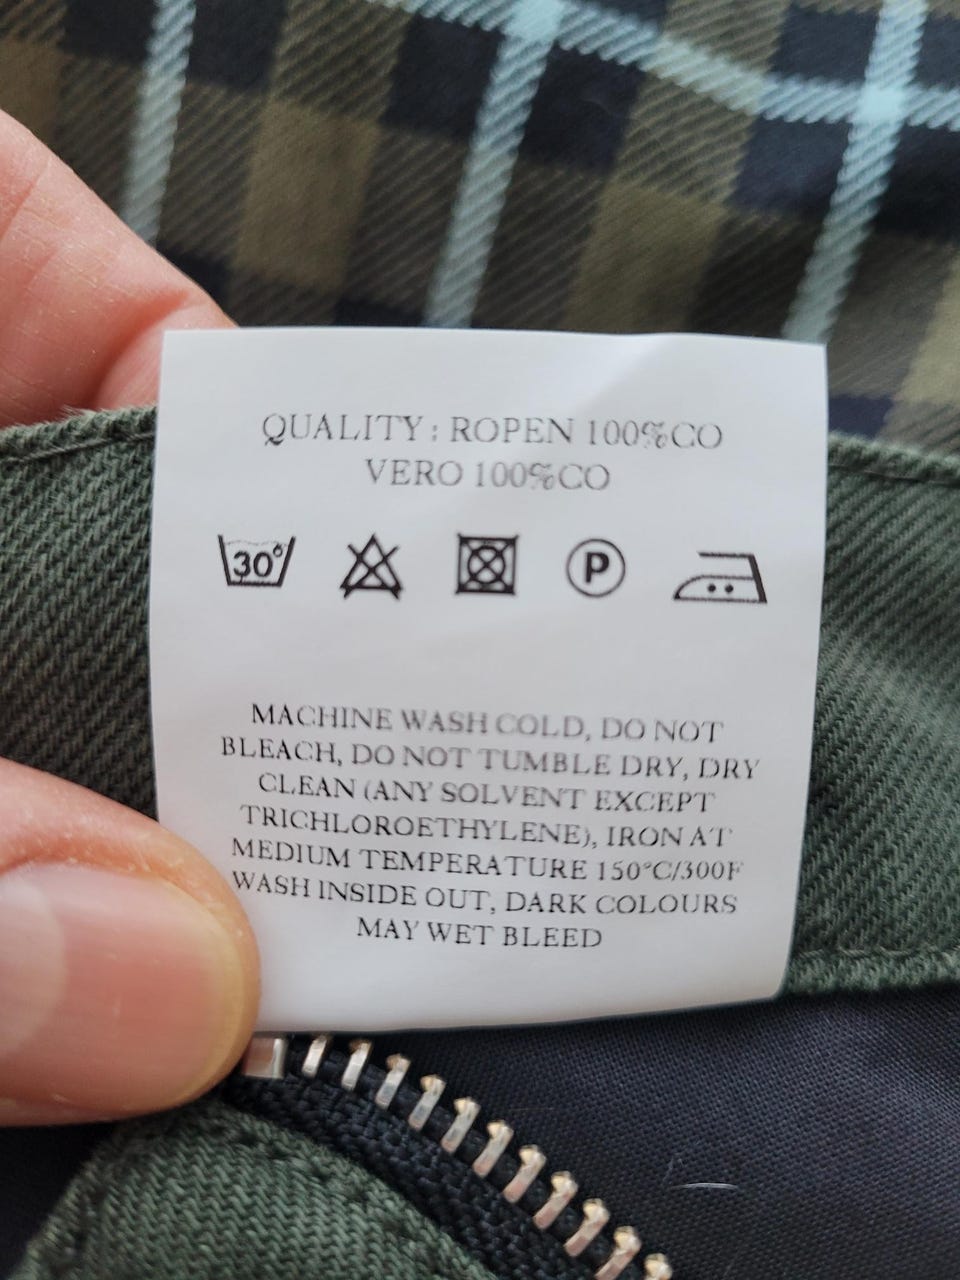 QUALITY : ROPEN 100%CO
VERO 100%CO
30° P
MACHINE WASH COLD, DO NOT
BLEACH, DO NOT TUMBLE DRY, DRY
CLEAN (ANY SOLVENT EXCEPT
TRICHLOROETHYLENE), IRON AT
MEDIUM TEMPERATURE 150°C/300F
WASH INSIDE OUT, DARK COLOURS
MAY WET BLEED